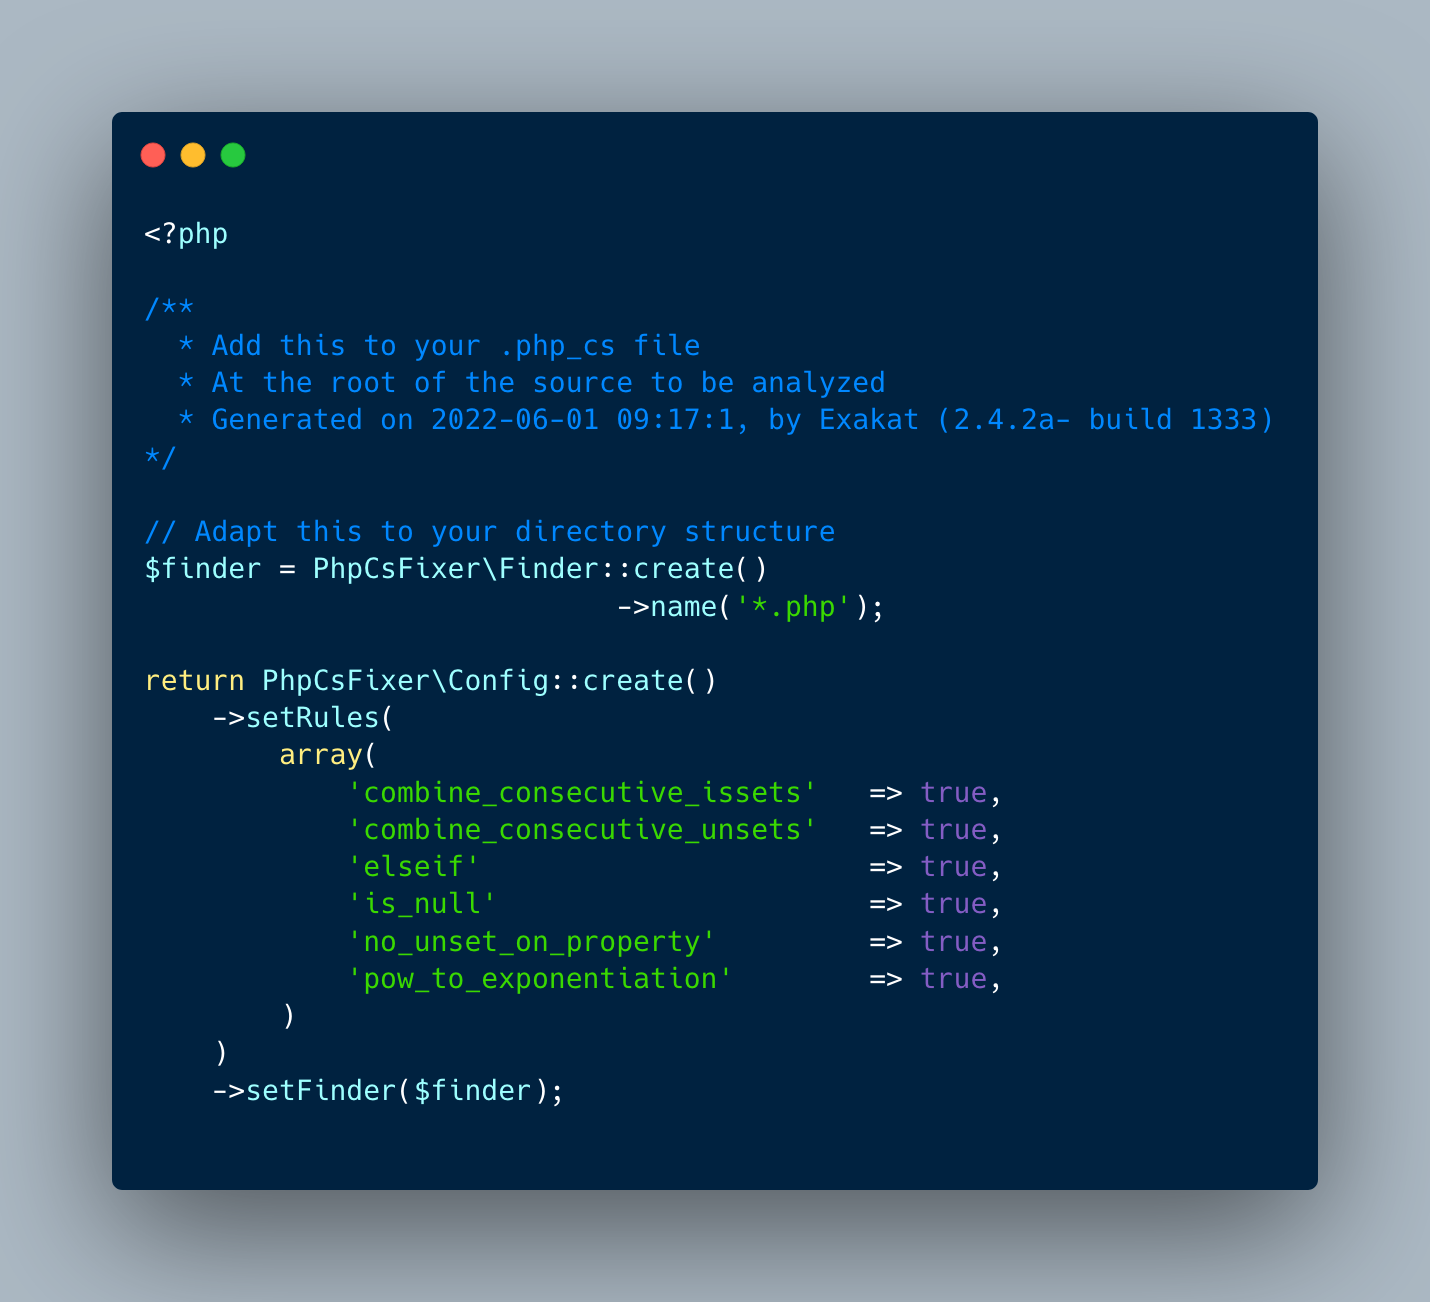 <?php
/**
* Add this to your .php_cs file
* At the root of the source to be analyzed
* Generated on 2022-06-01 09:17:1, by Exakat (2.4.2a- build 1333)
*/
// Adapt this to your directory structure
$finder = PhpCsFixer\Finder::create()
->name('*.php');
return PhpCsFixer\Config::create()
->setRules(
array(
'combine_consecutive_issets'   => true,
'combine_consecutive_unsets'   => true,
'elseif'                       => true,
'is_null'                      => true,
'no_unset_on_property'         => true,
'pow_to_exponentiation'        => true,
)
)
->setFinder($finder);